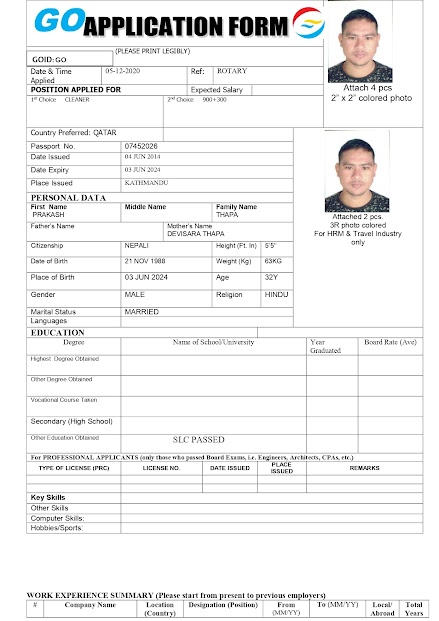 GO APPLICATION FORM
(PLEASE PRINT LEGIBLY)
GOID: GO
Date & Time Applied 05-12-2020 Ref: ROTARY
POSITION APPLIED FOR Expected Salary
1st Choice CLEANER 2nd Choice 900+300
Attach 4 pcs
2" x 2" colored photo
Country Preferred: QATAR
Passport No. 07452026
Date Issued 04 JUN 2014
Date Expiry 03 JUN 2024
Place Issued KATHMANDU
PERSONAL DATA
First Name Middle Name Family Name
PRAKASH THAPA
Father's Name Mother's Name
DEVISARA THAPA
Attached 2 pcs
3R photo colored
For HRM & Travel Industry
only
Citizenship NEPALI Height (Ft. In) 5'5"
Date of Birth 21 NOV 1988 Weight (Kg) 63KG
Place of Birth 03 JUN 2024 Age 32Y
Gender MALE Religion HINDU
Marital Status MARRIED
Languages
EDUCATION
Degree Name of School/University Year Graduated Board Rate (Ave)
Highest Degree Obtained
Other Degree Obtained
Vocational Course Taken
Secondary (High School)
Other Education Obtained SLC PASSED
For PROFESSIONAL APPLICANTS (only those who passed Board Exams, i.e. Engineers, Architects, CPAs, etc.)
TYPE OF LICENSE (PRC) LICENSE NO. DATE ISSUED PLACE ISSUED REMARKS
Key Skills
Other Skills
Computer Skills:
Hobbies/Sports:
WORK EXPERIENCE SUMMARY (Please start from present to previous employers)
# Company Name Location (Country) Designation (Position) From (MM/YY) To (MM/YY) Local/ Abroad Total Years